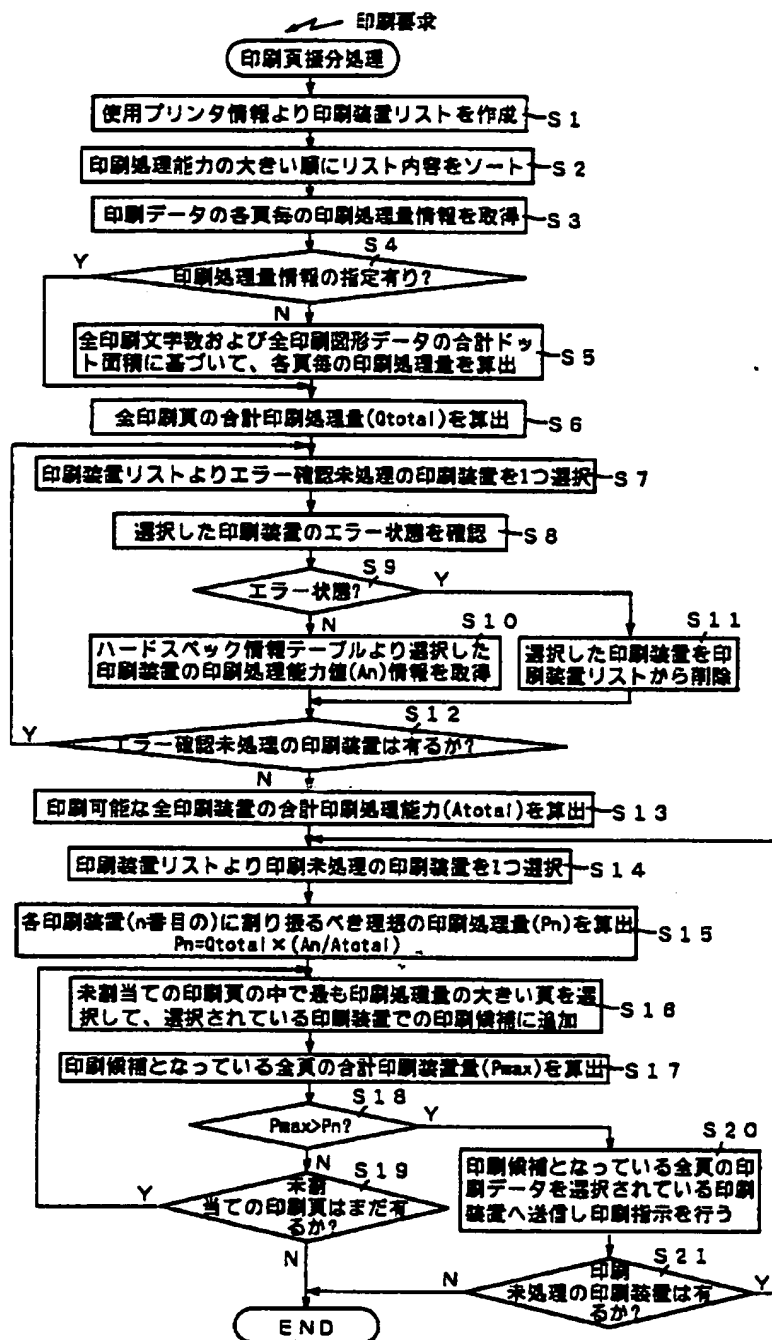 印刷要求
印刷頁按分処理
使用プリンタ情報より印刷装置リストを作成
S1
印刷処理能力の大きい順にリスト内容をソート
S2
印刷データの各頁毎の印刷処理量情報を取得
S3
S4
Y
印刷処理量情報の指定有り?
N
全印刷文字数および全印刷図形データの合計ドッ
ト面積に基づいて、各頁毎の印刷処理量を算出
S5
全印刷頁の合計印刷処理量(Qtotal)を算出
S6
印刷装置リストよりエラー確認未処理の印刷装置を1つ選択
S7
選択した印刷装置のエラー状態を確認
S8
S9
エラー状態?
Y
N
S10
ハードスペック情報テーブルより選択した
印刷装置の印刷処理能力値(An)情報を取得
S11
選択した印刷装置を印
刷装置リストから削除
S12
Y
エラー確認未処理の印刷装置は有るか?
N
印刷可能な全印刷装置の合計印刷処理能力(Atotal)を算出
S13
印刷装置リストより印刷未処理の印刷装置を1つ選択
S14
各印刷装置(n番目の)に割り振るべき理想の印刷処理量(Pn)を算出
Pn=Qtotal×(An/Atotal)
S15
未割当ての印刷頁の中で最も印刷処理量の大きい頁を選
択して、選択されている印刷装置での印刷候補に追加
S16
印刷候補となっている全頁の合計印刷装置量(Pmax)を算出
S17
S18
Pmax>Pn?
Y
N
S19
未割
当ての印刷頁はまだ有
るか?
Y
N
S20
印刷候補となっている全頁の印
刷データを選択されている印刷
装置へ送信し印刷指示を行う
S21
印刷
未処理の印刷装置は有
るか?
N
Y
END